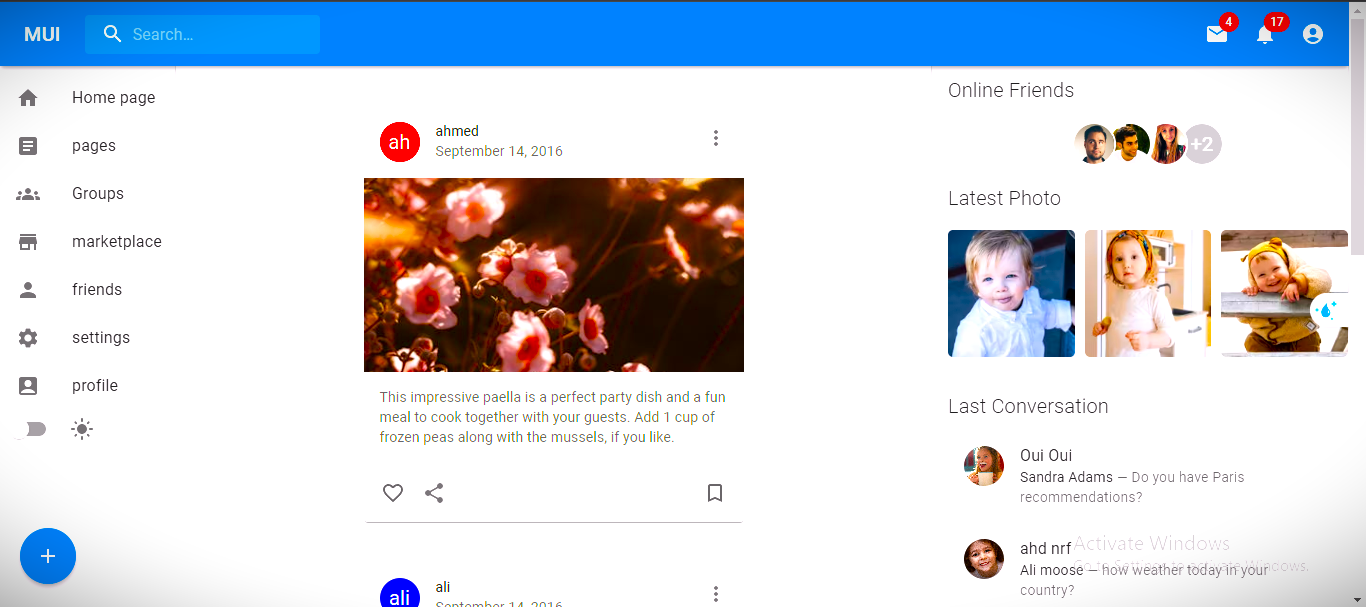 MUI
Search...
4
17
Home page
pages
Groups
marketplace
friends
settings
profile
ah
ahmed
September 14, 2016
This impressive paella is a perfect party dish and a fun
meal to cook together with your guests. Add 1 cup of
frozen peas along with the mussels, if you like.
ali
ali
September 14, 2016
Online Friends
+2
Latest Photo
Last Conversation
Oui Oui
Sandra Adams — Do you have Paris
recommendations?
ahd nrf
Ali moose — how weather today in your
country?
Activate Windows
Go to Settings to activate Windows.